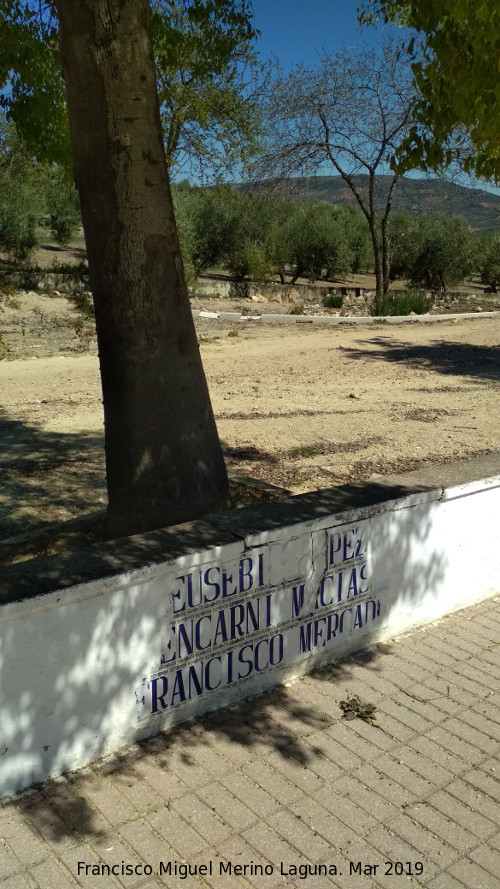 EUSEBI PEZ
ENCARNI MACIAS
FRANCISCO MERCADO
Francisco Miguel Merino Laguna. Mar 2019